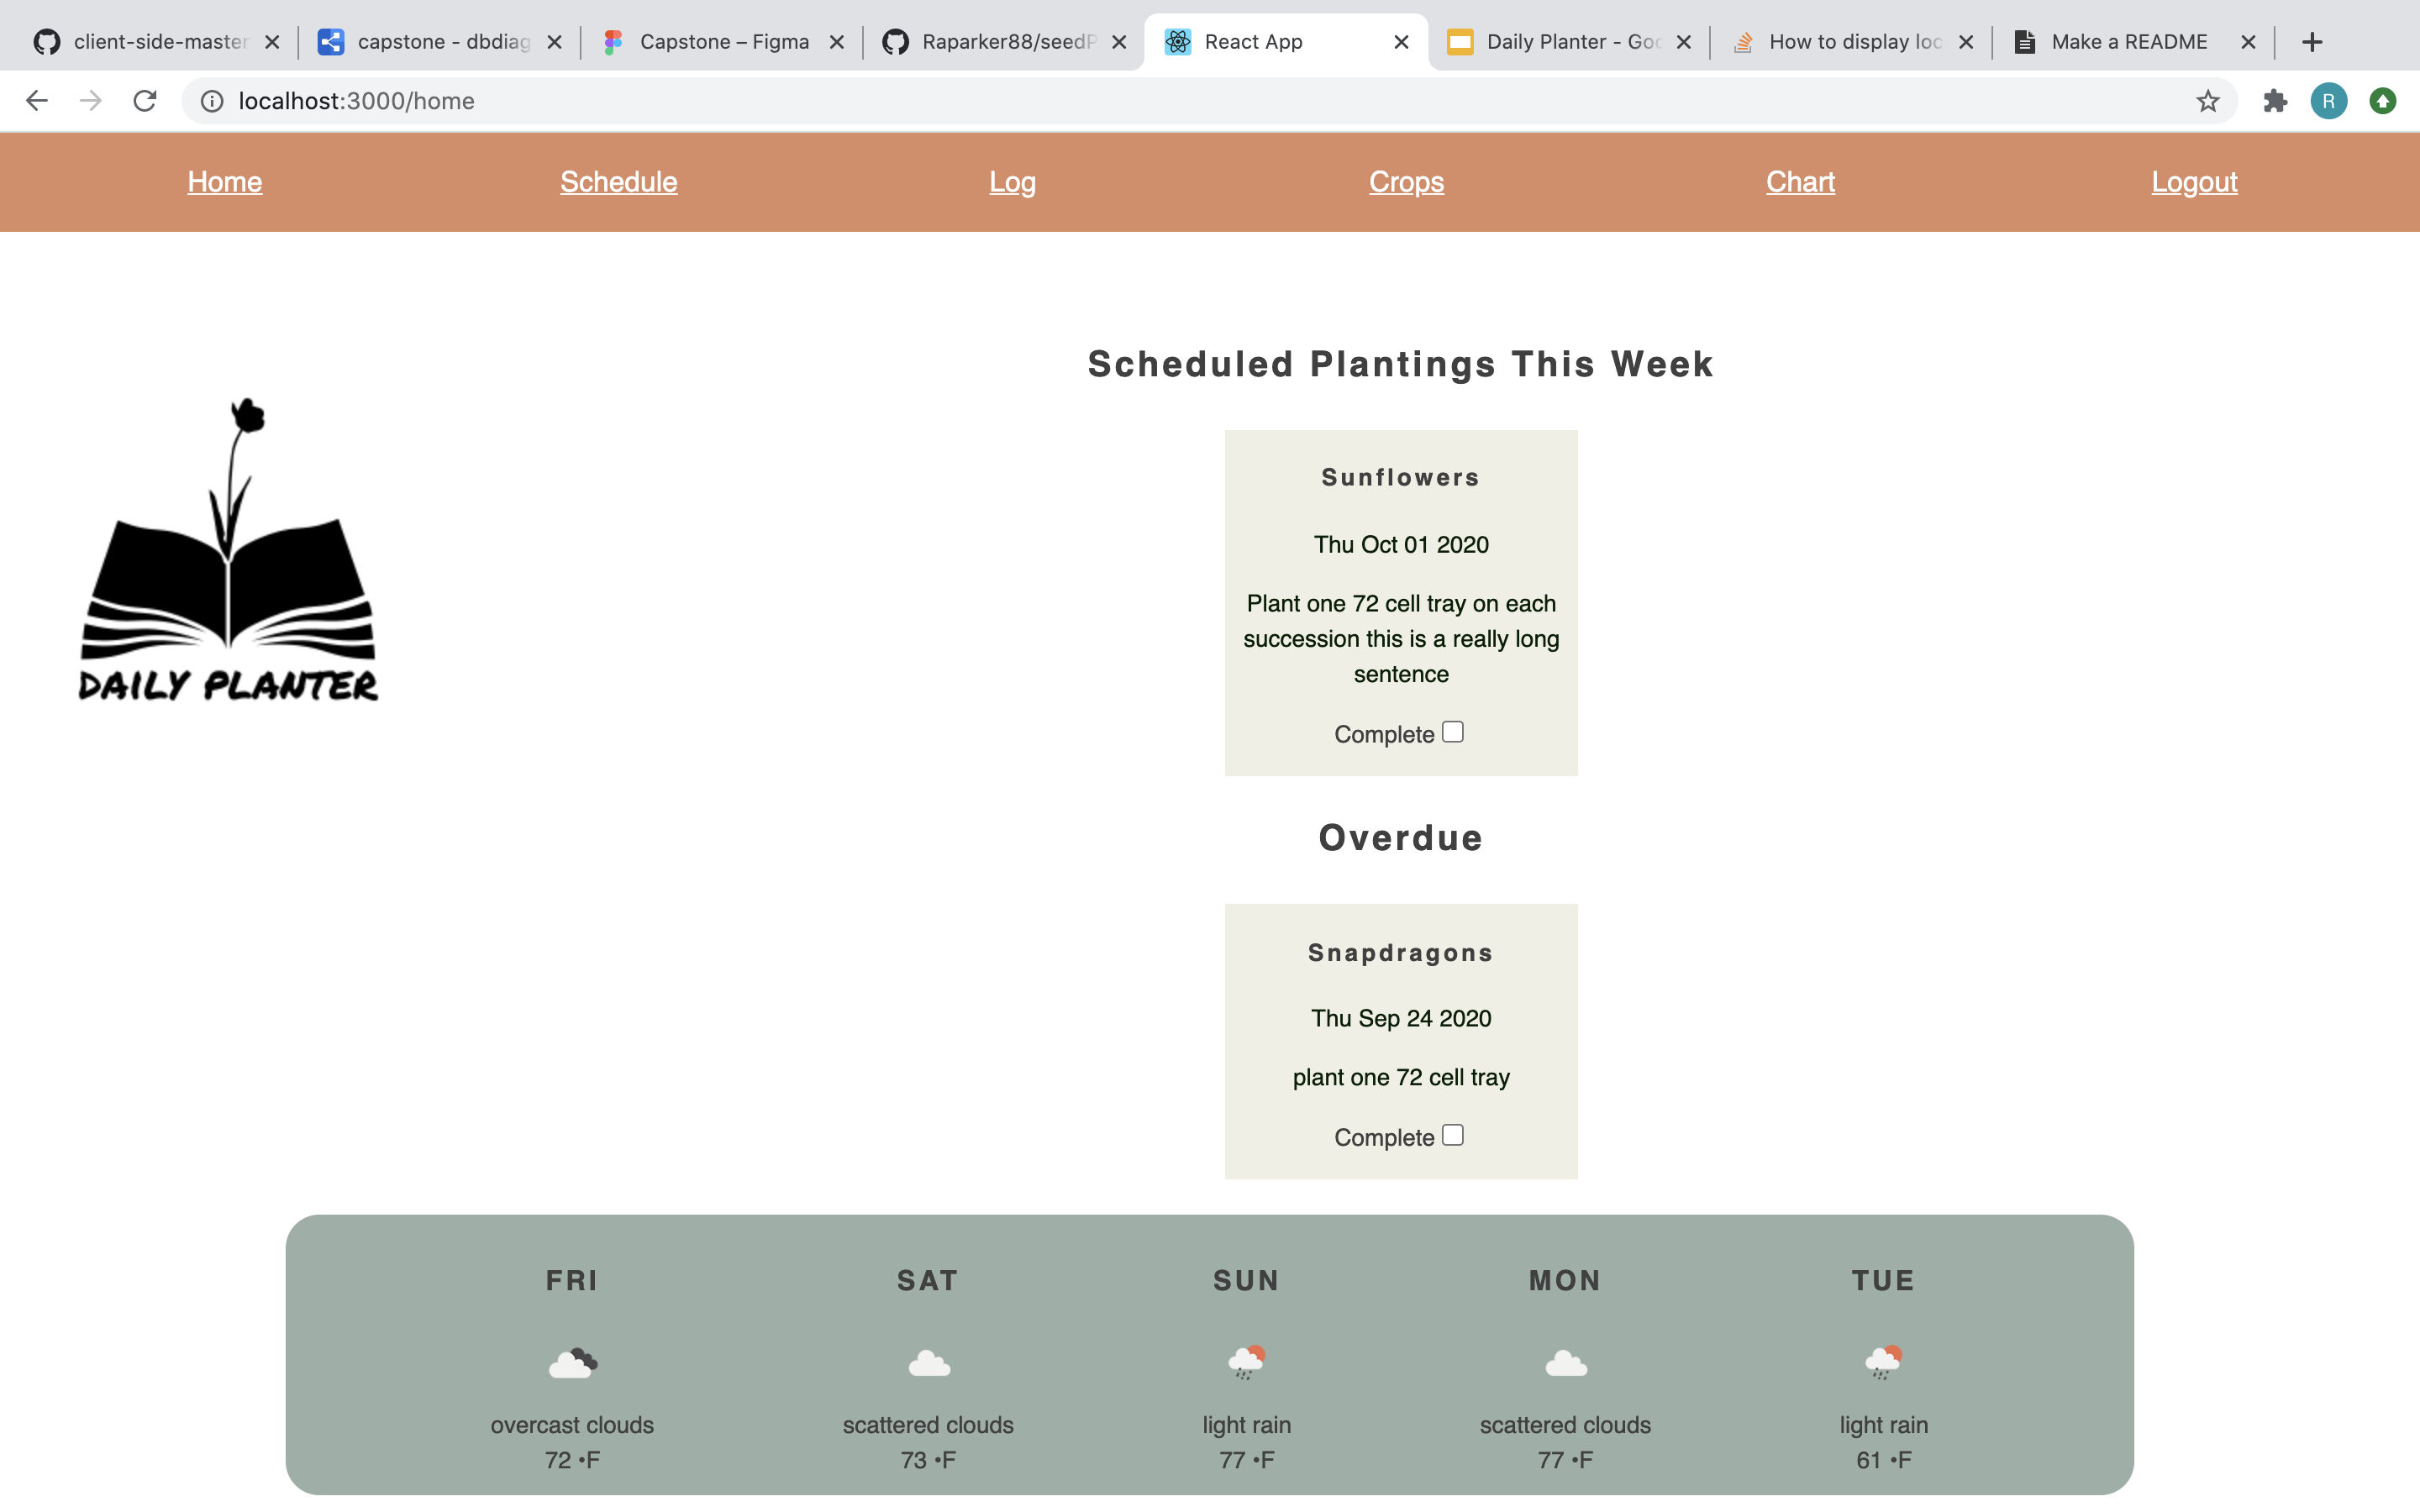 client-side-master
capstone - dbdiag
Capstone – Figma
Raparker88/seedP
React App
Daily Planter - Goo
How to display loc
Make a README
localhost:3000/home
R
Home
Schedule
Log
Crops
Chart
Logout
DAILY PLANTER
Scheduled Plantings This Week
Sunflowers
Thu Oct 01 2020
Plant one 72 cell tray on each
succession this is a really long
sentence
Complete
Overdue
Snapdragons
Thu Sep 24 2020
plant one 72 cell tray
Complete
FRI
SAT
SUN
MON
TUE
overcast clouds
scattered clouds
light rain
scattered clouds
light rain
72 •F
73 •F
77 •F
77 •F
61 •F